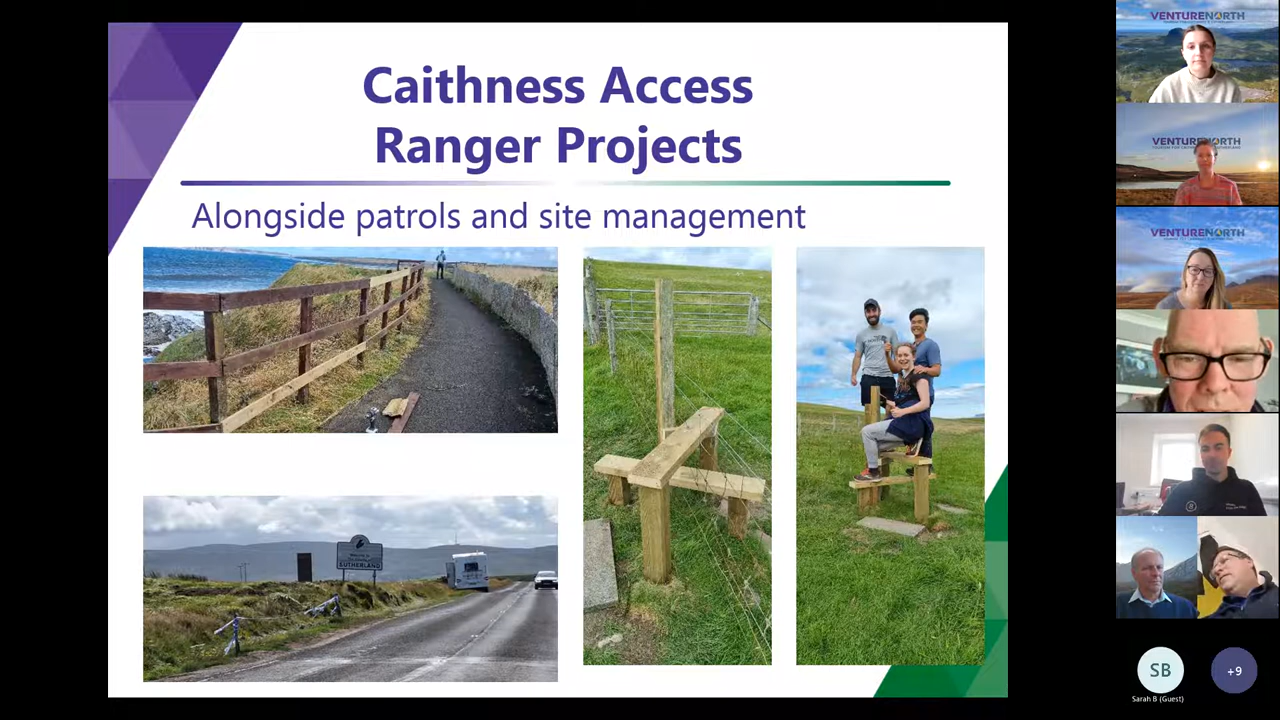 Caithness Access
Ranger Projects
Alongside patrols and site management
SUTHERLAND
VENTURENORTH
VENTURENORTH
VENTURENORTH
SB
+9
Sarah B (Guest)